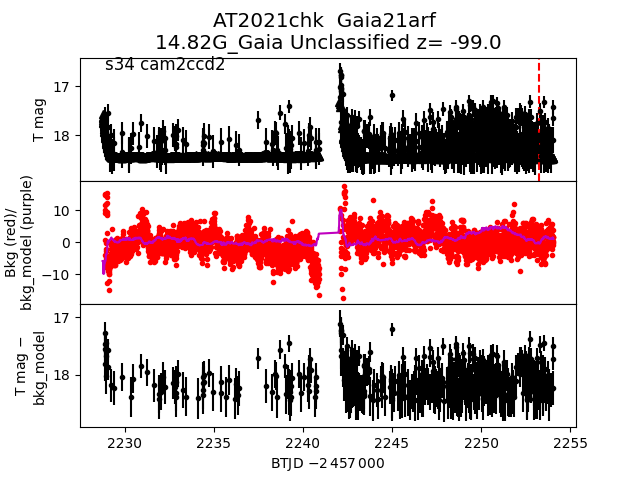 AT2021chk Gaia21arf
14.82G_Gaia Unclassified z= -99.0
s34 cam2ccd2
T mag
17
18
Bkg (red)/
bkg_model (purple)
10
0
−10
T mag −
bkg_model
17
18
2230
2235
2240
2245
2250
2255
BTJD −2 457 000